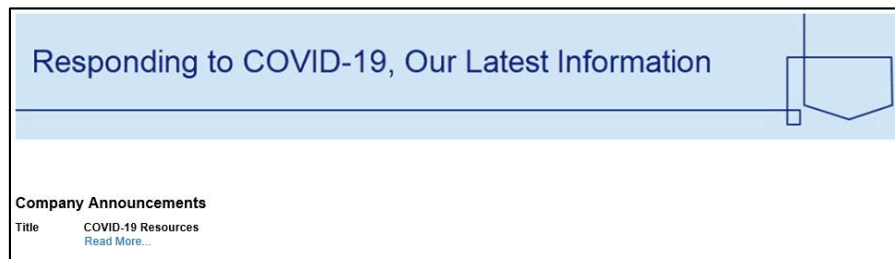 Responding to COVID-19, Our Latest Information
Company Announcements
Title COVID-19 Resources
Read More...